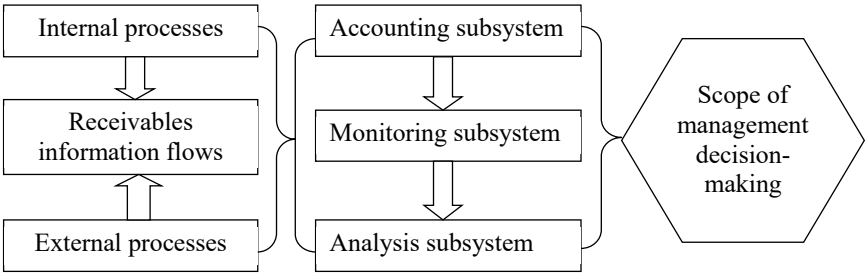 Internal processes
Receivables
information flows
External processes
Accounting subsystem
Monitoring subsystem
Analysis subsystem
Scope of
management
decision-
making